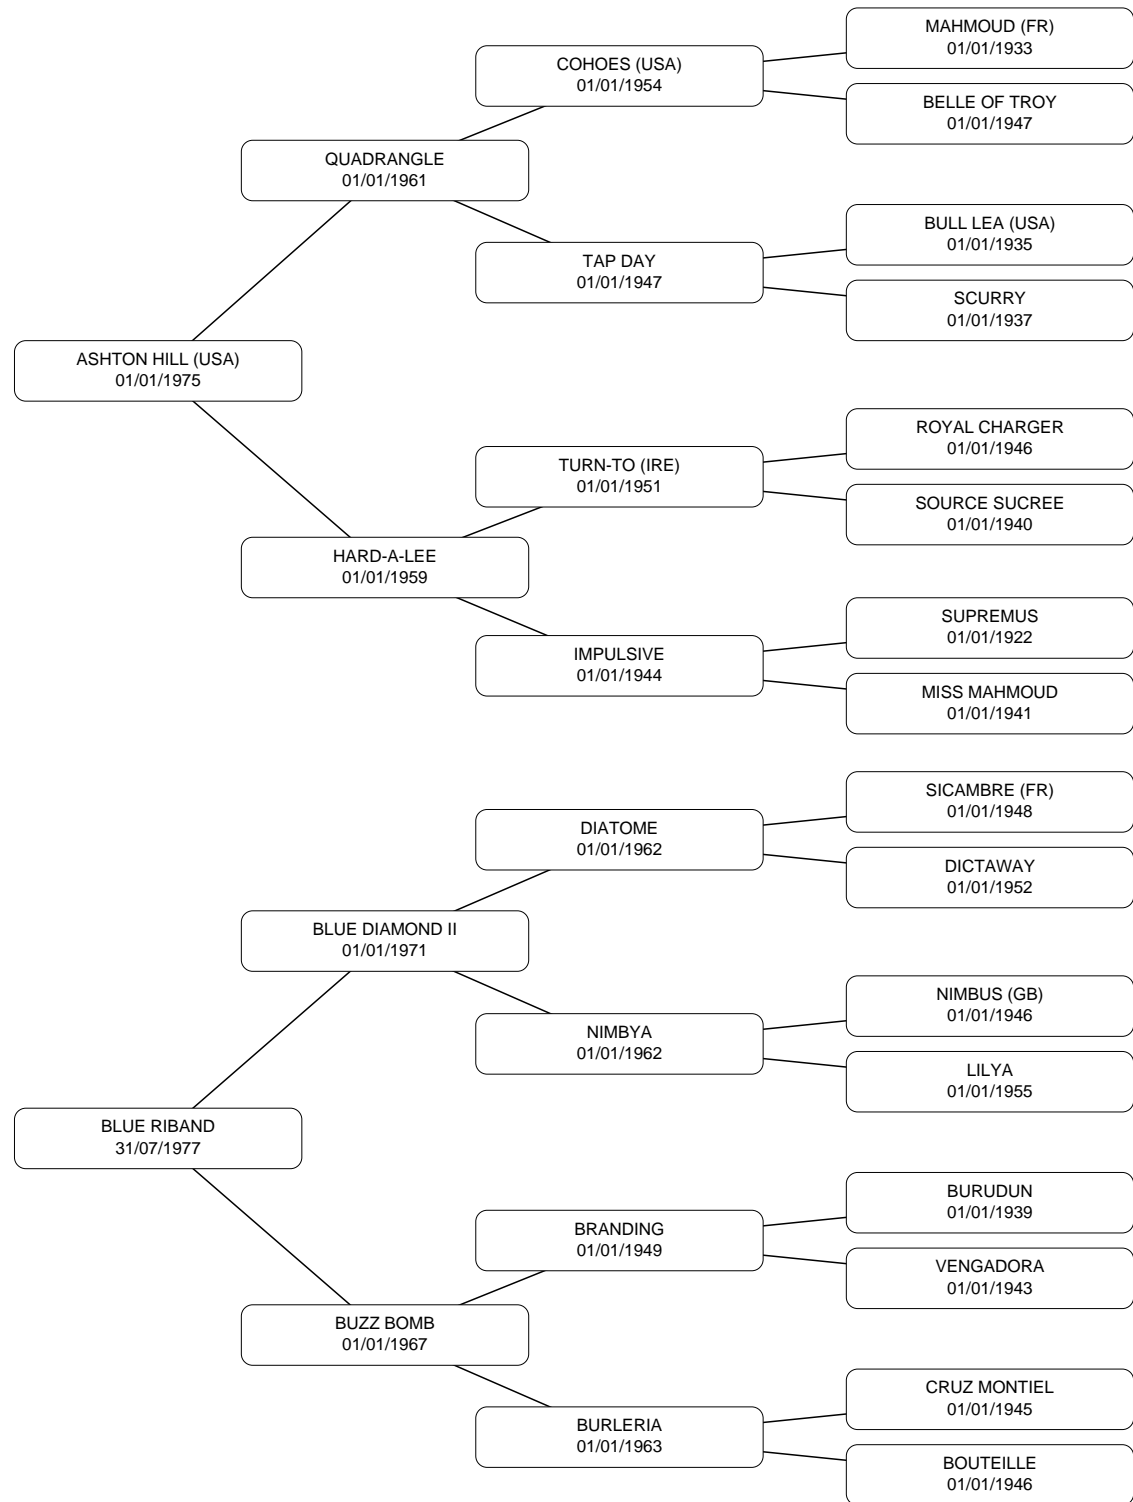 MAHMOUD (FR)
01/01/1933
COHOES (USA)
01/01/1954
BELLE OF TROY
01/01/1947
QUADRANGLE
01/01/1961
BULL LEA (USA)
01/01/1935
TAP DAY
01/01/1947
SCURRY
01/01/1937
ASHTON HILL (USA)
01/01/1975
ROYAL CHARGER
01/01/1946
TURN-TO (IRE)
01/01/1951
SOURCE SUCREE
01/01/1940
HARD-A-LEE
01/01/1959
SUPREMUS
01/01/1922
IMPULSIVE
01/01/1944
MISS MAHMOUD
01/01/1941
SICAMBRE (FR)
01/01/1948
DIATOME
01/01/1962
DICTAWAY
01/01/1952
BLUE DIAMOND II
01/01/1971
NIMBUS (GB)
01/01/1946
NIMBYA
01/01/1962
LILYA
01/01/1955
BLUE RIBAND
31/07/1977
BURUDUN
01/01/1939
BRANDING
01/01/1949
VENGADORA
01/01/1943
BUZZ BOMB
01/01/1967
CRUZ MONTIEL
01/01/1945
BURLERIA
01/01/1963
BOUTEILLE
01/01/1946